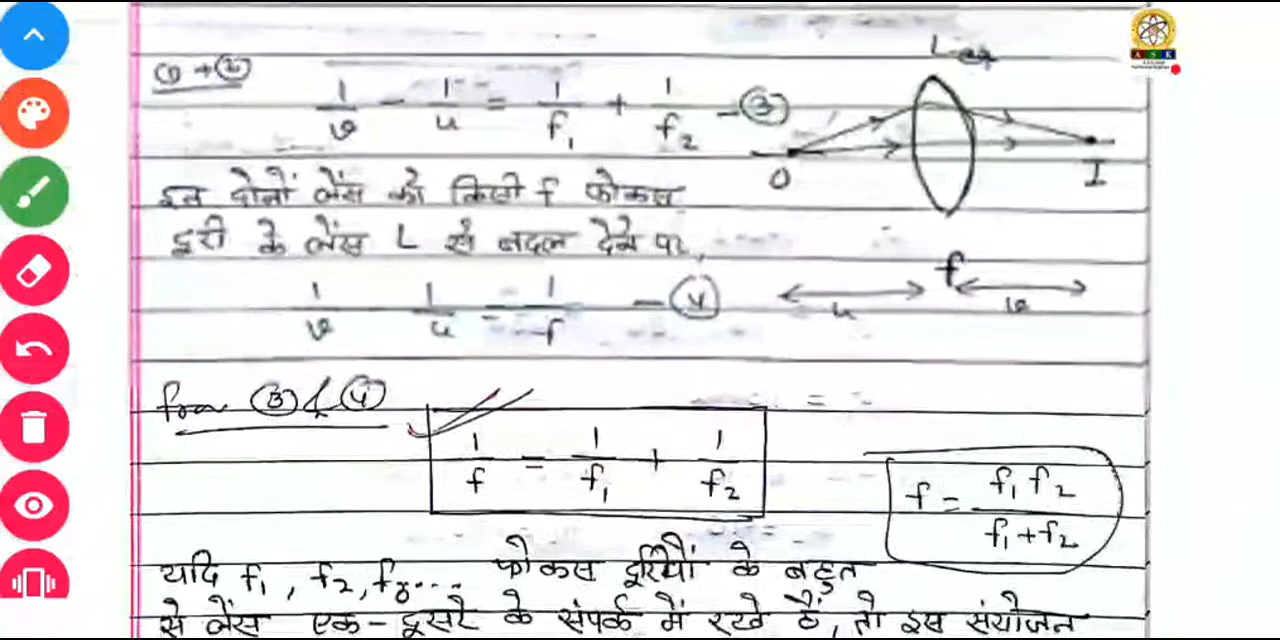 ① + ②
1/v - 1/u = 1/f₁ + 1/f₂ - ③
O I
इन दोनों लेंस को किसी f फोकस
दूरी के लेंस L से बदल देने पर,
f
u v
1/v 1/u = 1/f - ④
from ③ & ④
1/f = 1/f₁ + 1/f₂
f = f₁ f₂ / f₁ + f₂
यदि f₁, f₂, f₃.... फोकस दूरियों के बहुत
से लेंस एक-दूसरे के संपर्क में रखे हैं, तो इस संयोजन
A S K